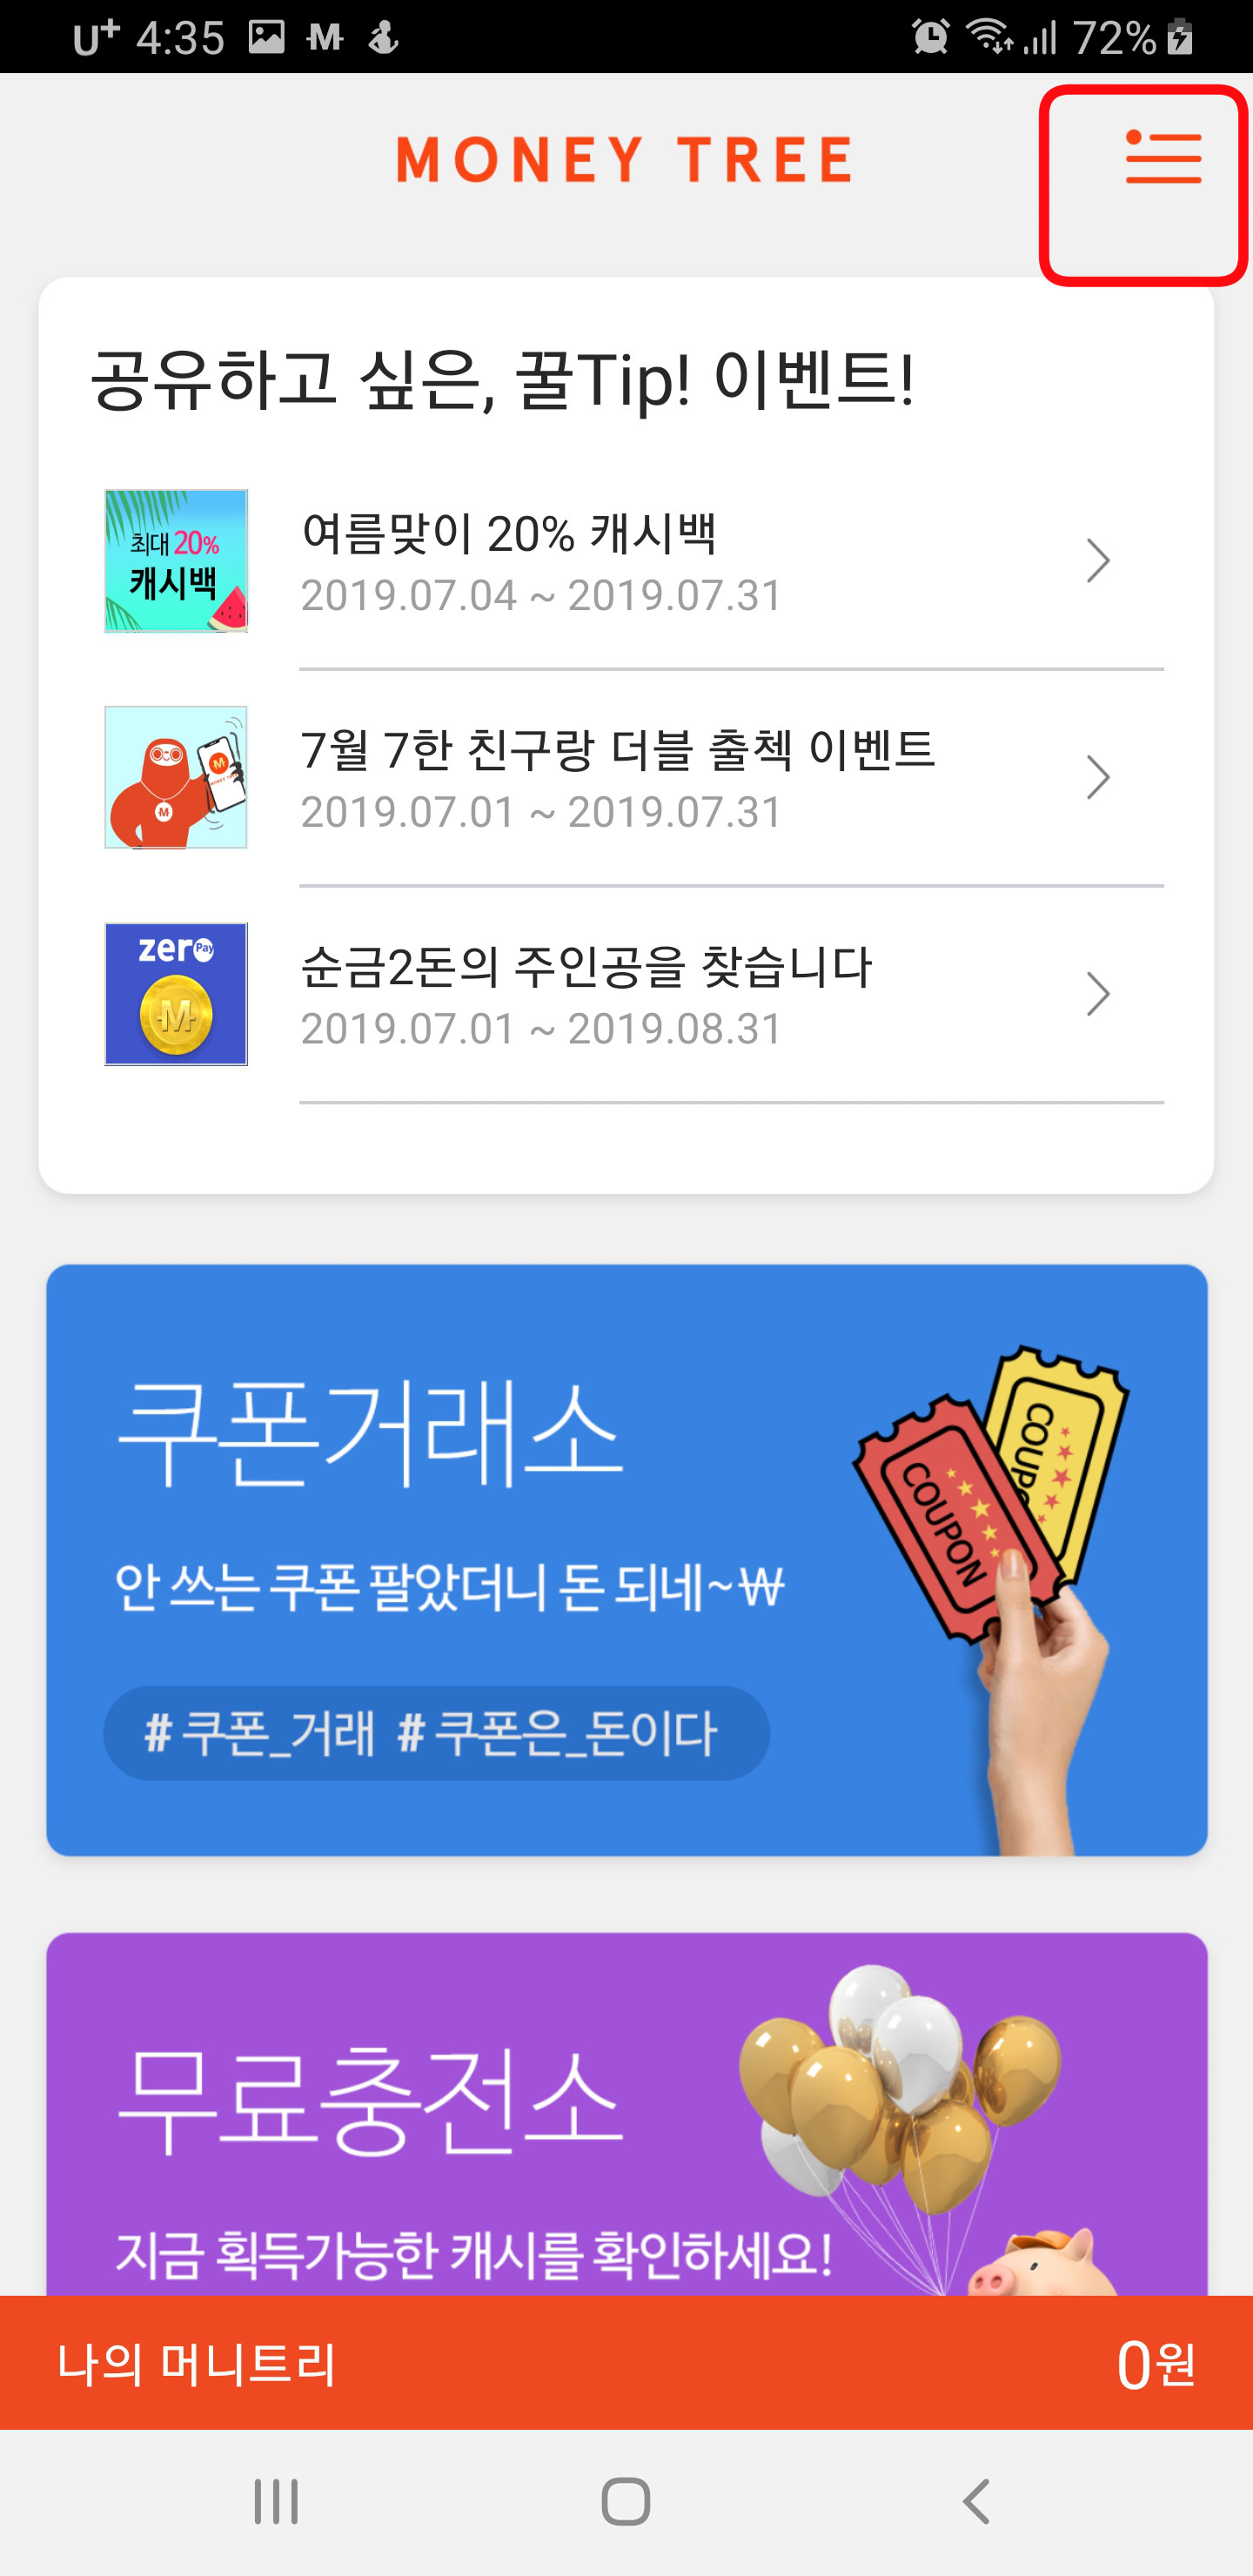 U+ 4:35 M 72%
MONEY TREE
공유하고 싶은, 꿀Tip! 이벤트!
최대 20%
캐시백
여름맞이 20% 캐시백
2019.07.04 ~ 2019.07.31
M
M
7월 7한 친구랑 더블 출첵 이벤트
2019.07.01 ~ 2019.07.31
zero Pay
M
순금2돈의 주인공을 찾습니다
2019.07.01 ~ 2019.08.31
쿠폰거래소
안 쓰는 쿠폰 팔았더니 돈 되네~₩
# 쿠폰_거래 # 쿠폰은_돈이다
COUPON
COUPO
무료충전소
지금 획득가능한 캐시를 확인하세요!
나의 머니트리 0원